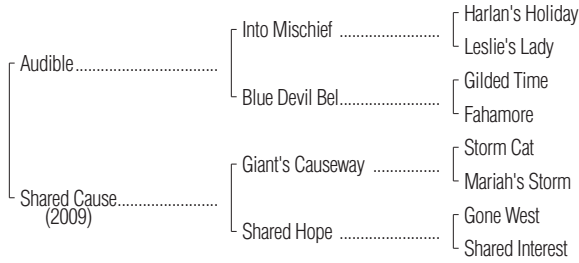 Harlan's Holiday
Into Mischief ........................
Leslie's Lady
Audible..................................
Gilded Time
Blue Devil Bel........................
Fahamore
Storm Cat
Giant's Causeway ................
Mariah's Storm
Shared Cause........................
(2009)
Gone West
Shared Hope ........................
Shared Interest